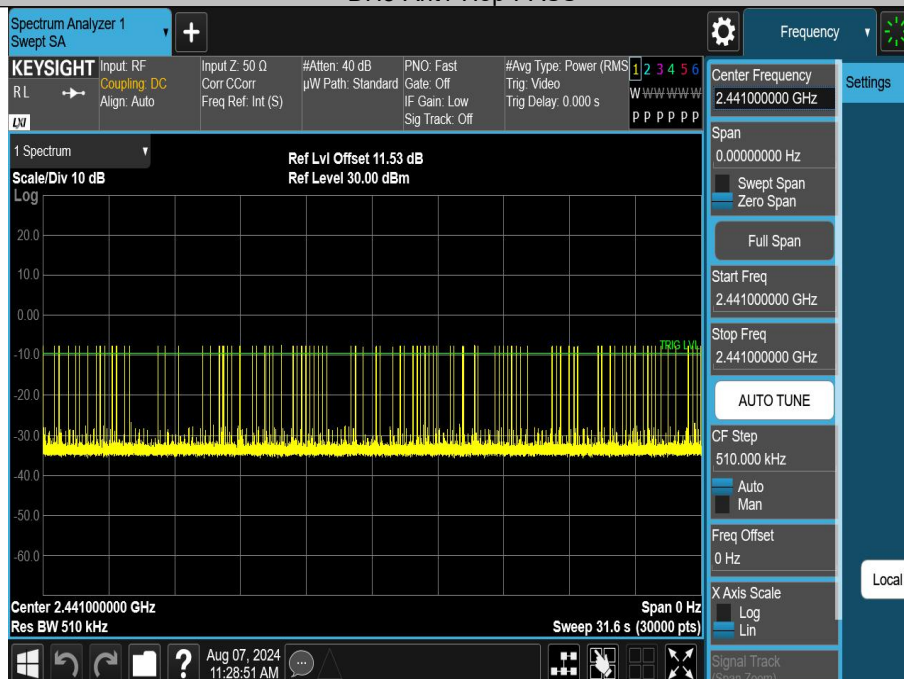 Spectrum Analyzer 1
Swept SA
Frequency
KEYSIGHT
R L
LXI
Input: RF
Coupling: DC
Align: Auto
Input Z: 50 Ω
Corr CCorr
Freq Ref: Int (S)
#Atten: 40 dB
µW Path: Standard
PNO: Fast
Gate: Off
IF Gain: Low
Sig Track: Off
#Avg Type: Power (RMS
Trig: Video
Trig Delay: 0.000 s
1 2 3 4 5 6
W W W W W W
P P P P P P
1 Spectrum
Scale/Div 10 dB
Log
Ref Lvl Offset 11.53 dB
Ref Level 30.00 dBm
20.0
10.0
0.00
-10.0
-20.0
-30.0
-40.0
-50.0
-60.0
TRIG LVL
Center 2.441000000 GHz
Res BW 510 kHz
Span 0 Hz
Sweep 31.6 s (30000 pts)
Center Frequency
2.441000000 GHz
Span
0.00000000 Hz
Swept Span
Zero Span
Full Span
Start Freq
2.441000000 GHz
Stop Freq
2.441000000 GHz
AUTO TUNE
CF Step
510.000 kHz
Auto
Man
Freq Offset
0 Hz
X Axis Scale
Log
Lin
Signal Track
(Span Zoom)
Settings
Local
?
Aug 07, 2024
11:28:51 AM